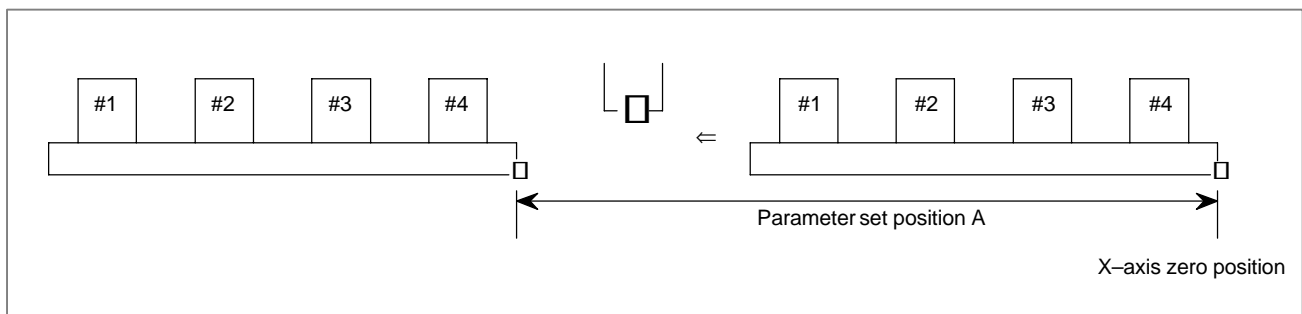 #1 #2 #3 #4 ⇐ #1 #2 #3 #4
Parameter set position A
X–axis zero position